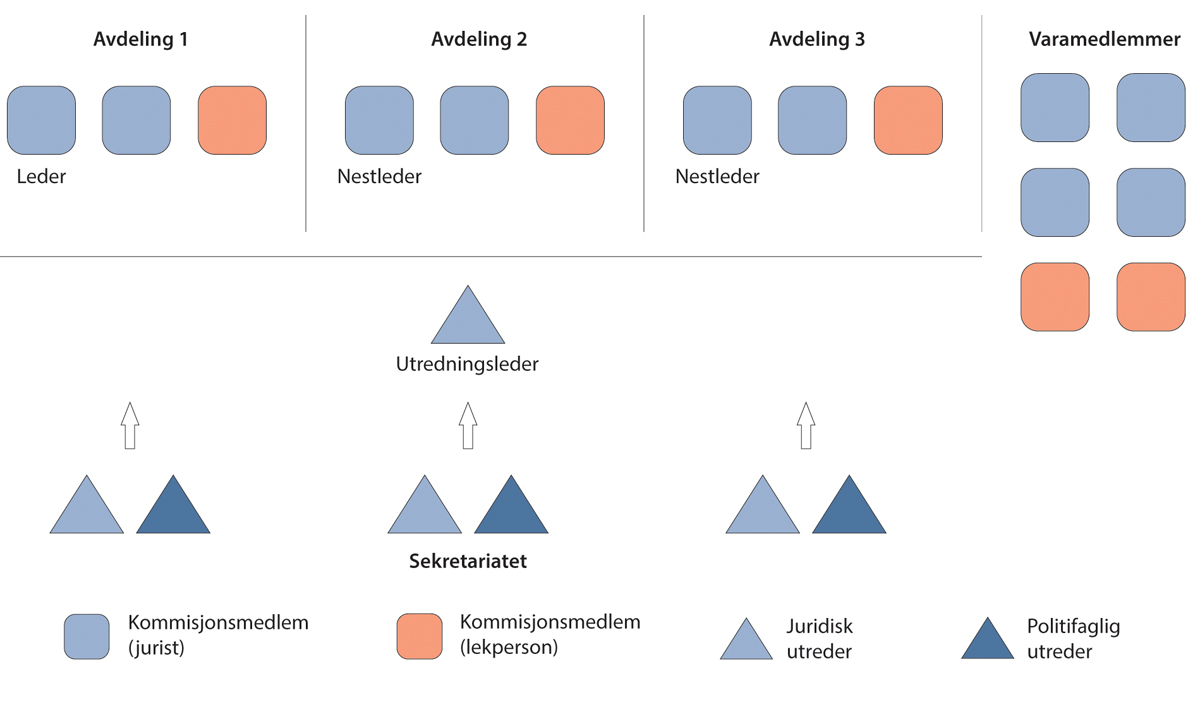 Avdeling 1
Avdeling 2
Avdeling 3
Varamedlemmer
Leder
Nestleder
Nestleder
Utredningsleder
Sekretariatet
Kommisjonsmedlem
(jurist)
Kommisjonsmedlem
(lekperson)
Juridisk
utreder
Politifaglig
utreder